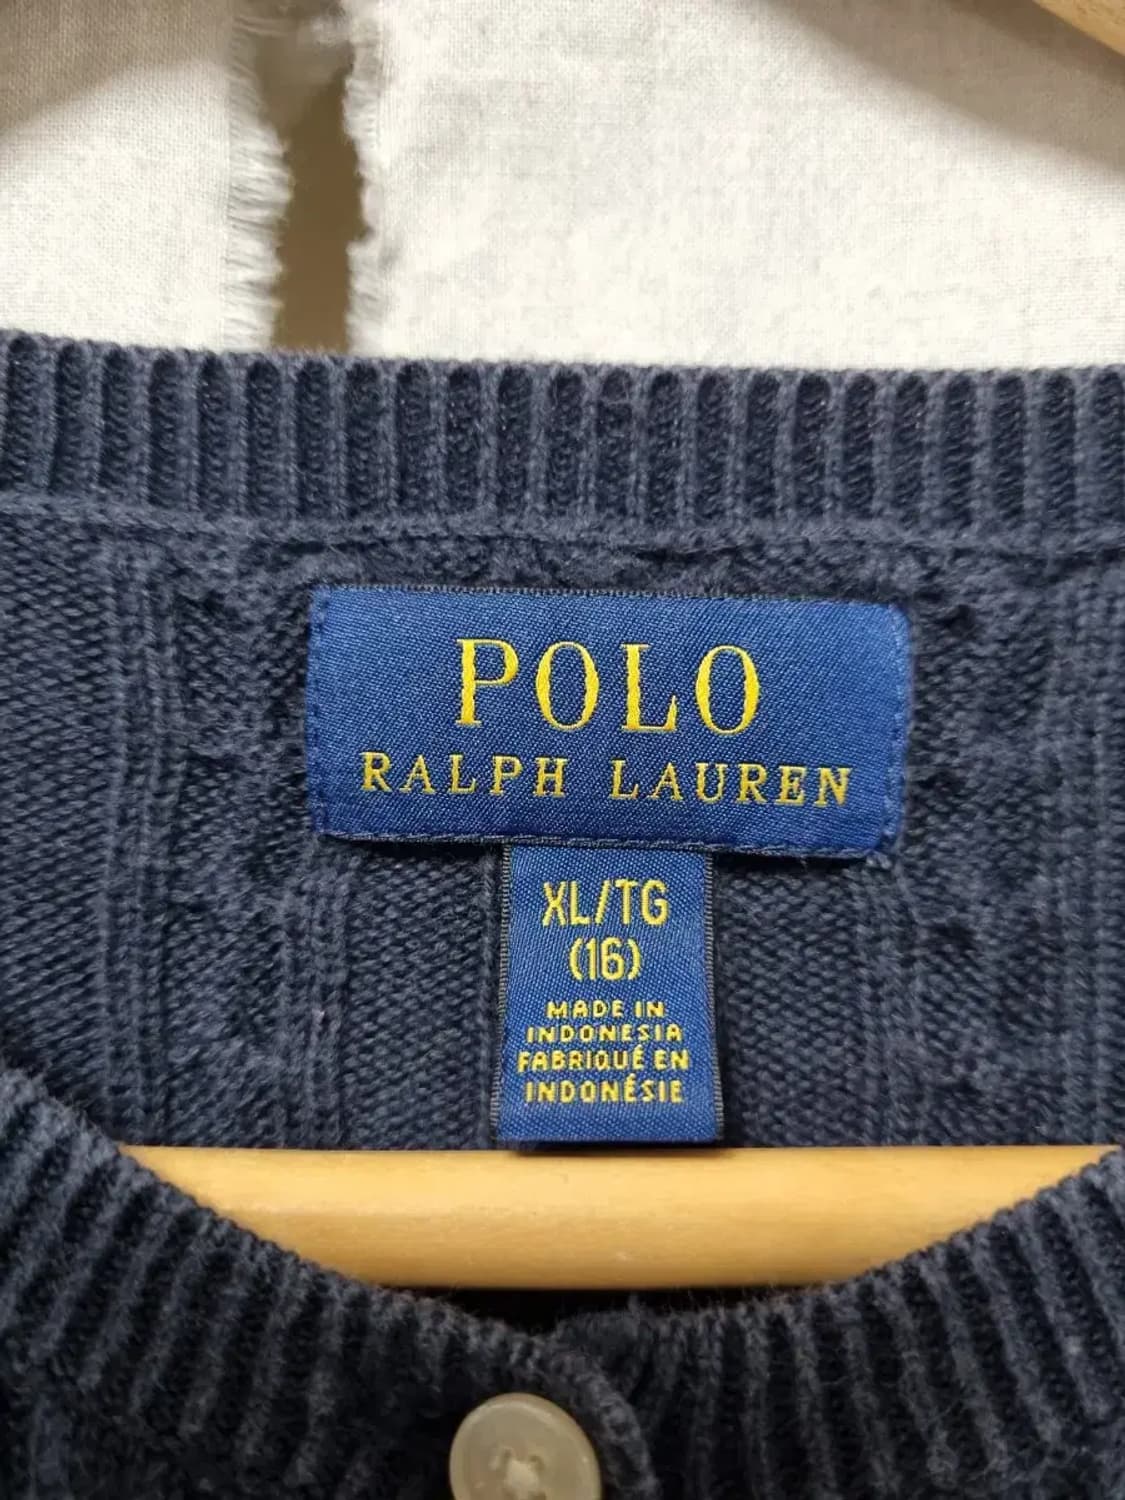 POLO
RALPH LAUREN
XL/TG
(16)
MADE IN
INDONESIA
FABRIQUÉ EN
INDONÉSIE